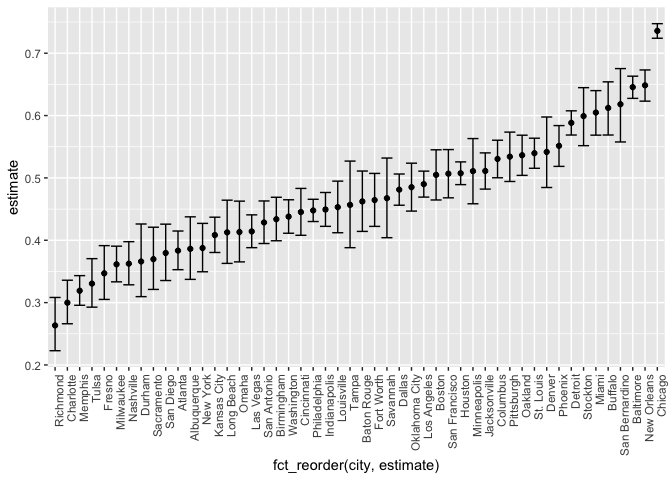 0.7
0.6
0.5
0.4
0.3
0.2
estimate
Richmond
Charlotte
Memphis
Tulsa
Fresno
Milwaukee
Nashville
Durham
Sacramento
San Diego
Atlanta
Albuquerque
New York
Kansas City
Long Beach
Omaha
Las Vegas
San Antonio
Birmingham
Washington
Cincinnati
Philadelphia
Indianapolis
Louisville
Tampa
Baton Rouge
Fort Worth
Savannah
Dallas
Oklahoma City
Los Angeles
Boston
San Francisco
Houston
Minneapolis
Jacksonville
Columbus
Pittsburgh
Oakland
St. Louis
Denver
Phoenix
Detroit
Stockton
Miami
Buffalo
San Bernardino
Baltimore
New Orleans
Chicago
fct_reorder(city, estimate)